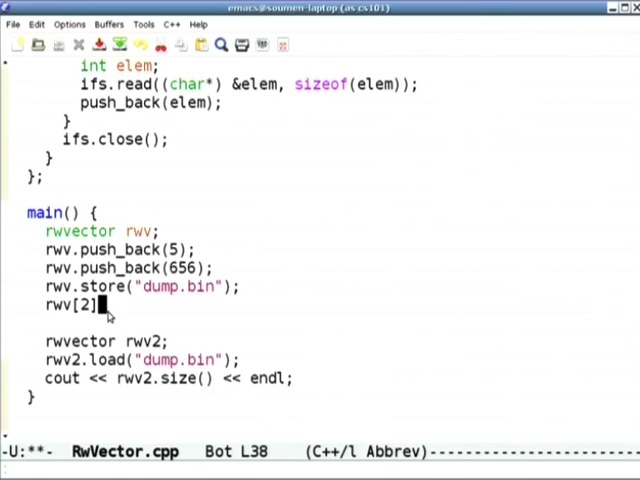 emacs@soumen-laptop (as cs101)
File Edit Options Buffers Tools C++ Help
int elem;
ifs.read((char*) &elem, sizeof(elem));
push_back(elem);
}
ifs.close();
}
};
main() {
rwvector rwv;
rwv.push_back(5);
rwv.push_back(656);
rwv.store("dump.bin");
rwv[2]
rwvector rwv2;
rwv2.load("dump.bin");
cout << rwv2.size() << endl;
}
-U:**- RwVector.cpp Bot L38 (C++/l Abbrev)--------------------